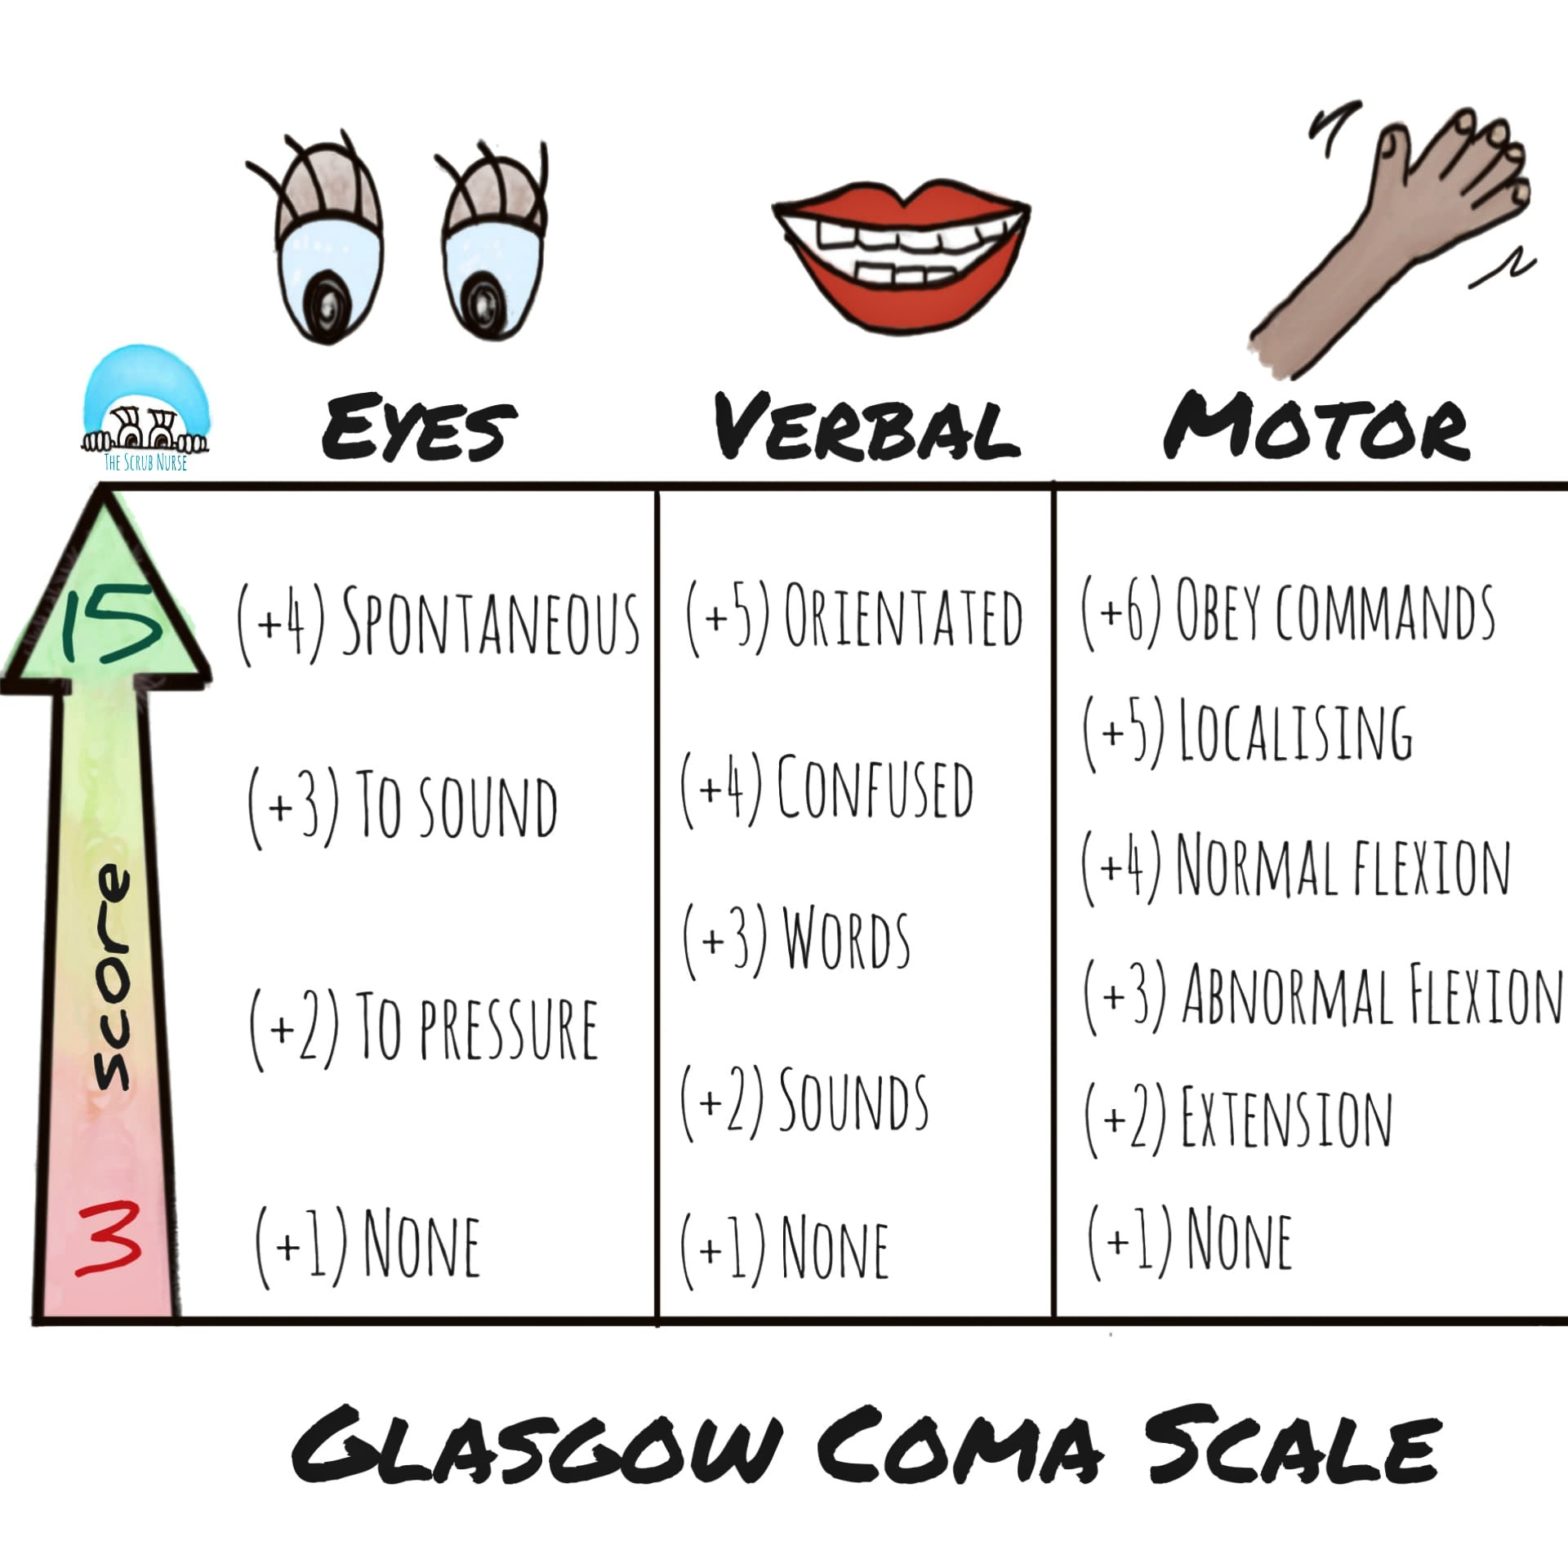 The Scrub Nurse
Eyes
Verbal
Motor
15
score
3
(+4) Spontaneous
(+3) To sound
(+2) To pressure
(+1) None
(+5) Orientated
(+4) Confused
(+3) Words
(+2) Sounds
(+1) None
(+6) Obey commands
(+5) Localising
(+4) Normal flexion
(+3) Abnormal Flexion
(+2) Extension
(+1) None
Glasgow Coma Scale